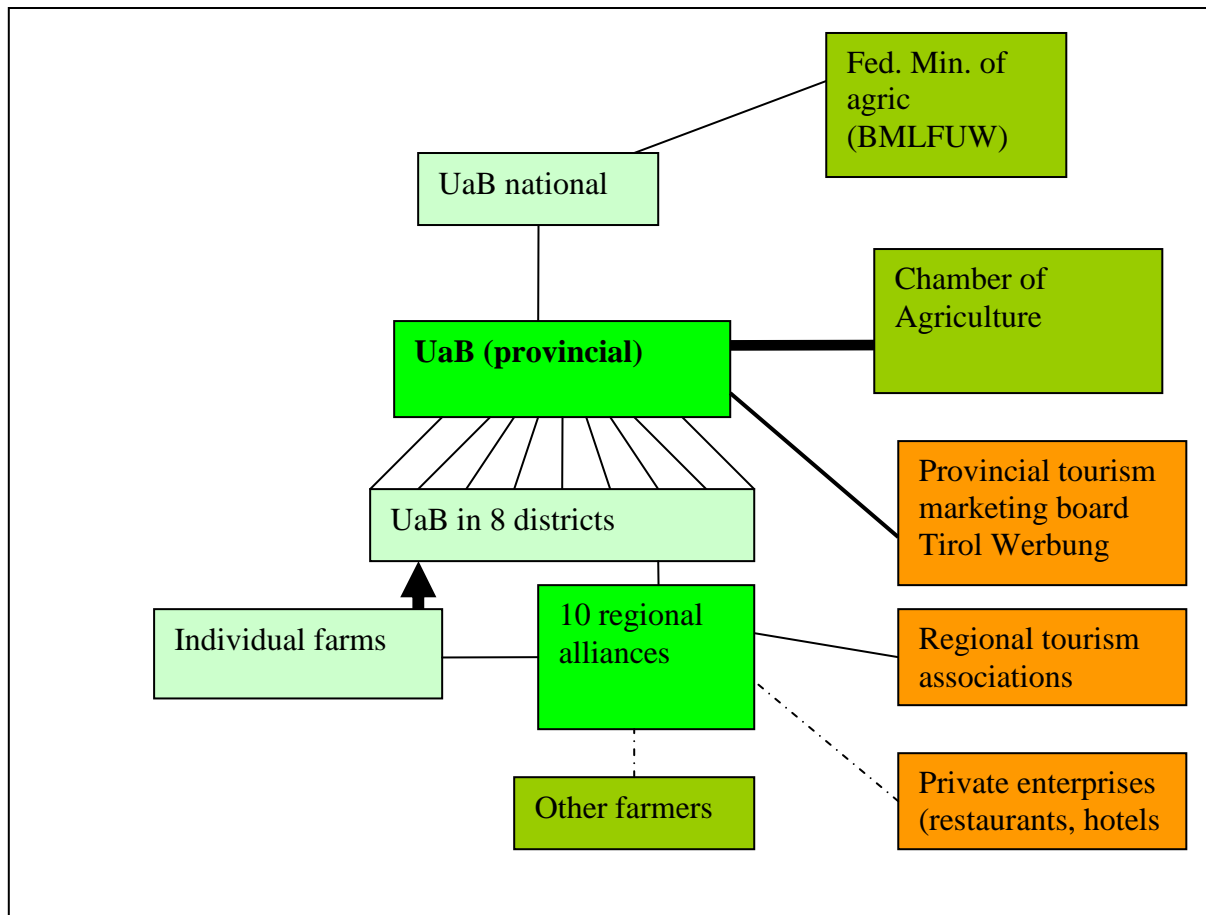 Fed. Min. of
agric
(BMLFUW)
UaB national
Chamber of
Agriculture
UaB (provincial)
Provincial tourism
marketing board
Tirol Werbung
UaB in 8 districts
10 regional
alliances
Individual farms
Regional tourism
associations
Private enterprises
(restaurants, hotels
Other farmers